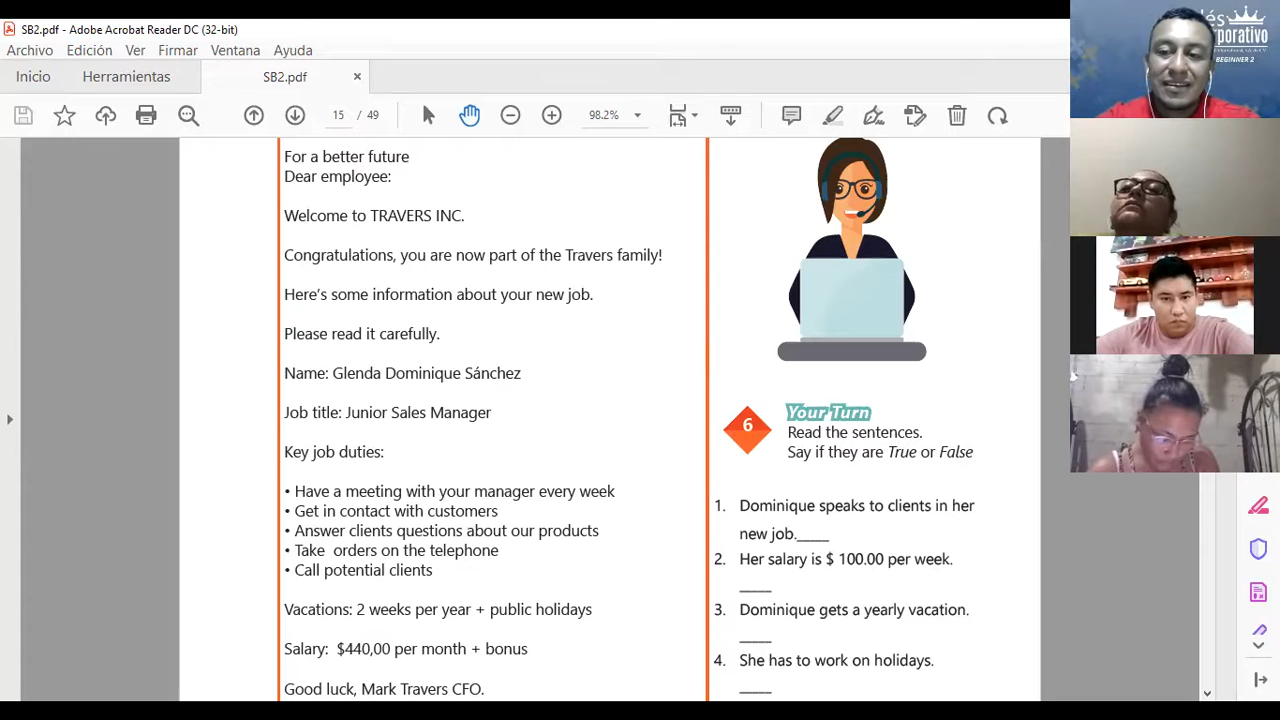 SB2.pdf - Adobe Acrobat Reader DC (32-bit)
Archivo Edición Ver Firmar Ventana Ayuda
Inicio Herramientas SB2.pdf ×
15 / 49 98.2%
For a better future
Dear employee:
Welcome to TRAVERS INC.
Congratulations, you are now part of the Travers family!
Here's some information about your new job.
Please read it carefully.
Name: Glenda Dominique Sánchez
Job title: Junior Sales Manager
Key job duties:
• Have a meeting with your manager every week
• Get in contact with customers
• Answer clients questions about our products
• Take orders on the telephone
• Call potential clients
Vacations: 2 weeks per year + public holidays
Salary: $440,00 per month + bonus
Good luck, Mark Travers CFO.
6 Your Turn
Read the sentences.
Say if they are True or False
1. Dominique speaks to clients in her
new job.____
2. Her salary is $ 100.00 per week.
____
3. Dominique gets a yearly vacation.
____
4. She has to work on holidays.
____
BEGINNER 2